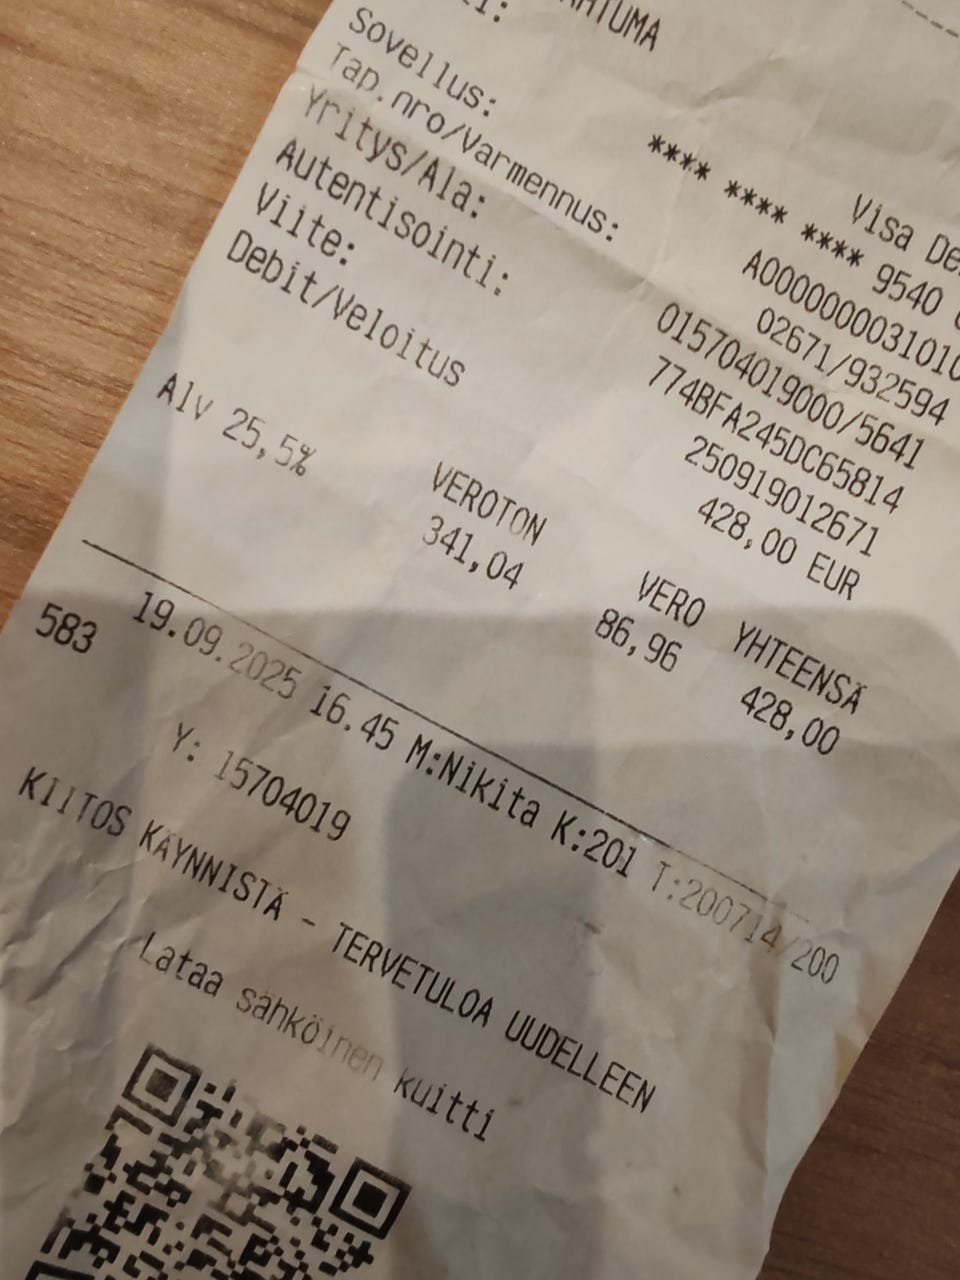 Visa
Sovellus: **** **** **** 9540
Tap.nro/Varmennus: A0000000031010
Yritys/Ala: 02671/932594
Autentisointi: 015704019000/5641
Viite: 774BFA245DC65814
Debit/Veloitus 250919012671
428,00 EUR
Alv 25,5% VEROTON VERO YHTEENSÄ
341,04 86,96 428,00
583 19.09.2025 16.45 M:Nikita K:201 T:200714/200
Y: 15704019
KIITOS KÄYNNISTÄ - TERVETULOA UUDELLEEN
Lataa sähköinen kuitti